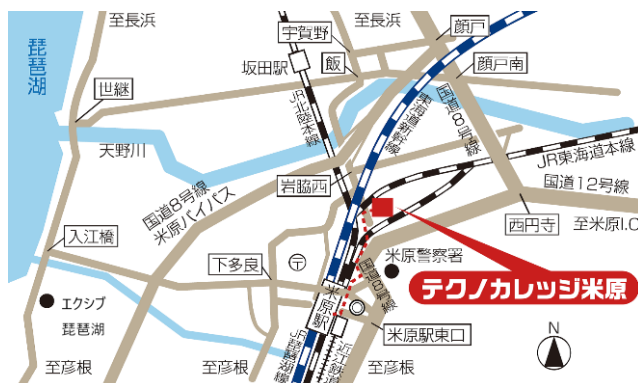 至長浜
至長浜
宇賀野
顔戸
琵琶湖
坂田駅
飯
顔戸南
世継
JR北陸本線
東海道新幹線
国道8号線
天野川
JR東海道本線
岩脇西
国道12号線
国道8号線
米原バイパス
西円寺
至米原I.C
入江橋
下多良
〒
米原警察署
国道8号線
テクノカレッジ米原
エクシブ
琵琶湖
米原駅
米原駅東口
N
JR琵琶湖線
近江鉄道
至彦根
至彦根
至彦根